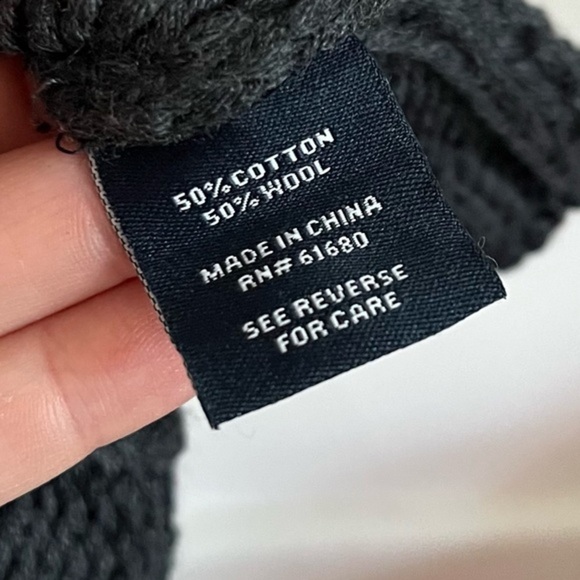 50% COTTON
50% WOOL
MADE IN CHINA
RN# 61680
SEE REVERSE
FOR CARE